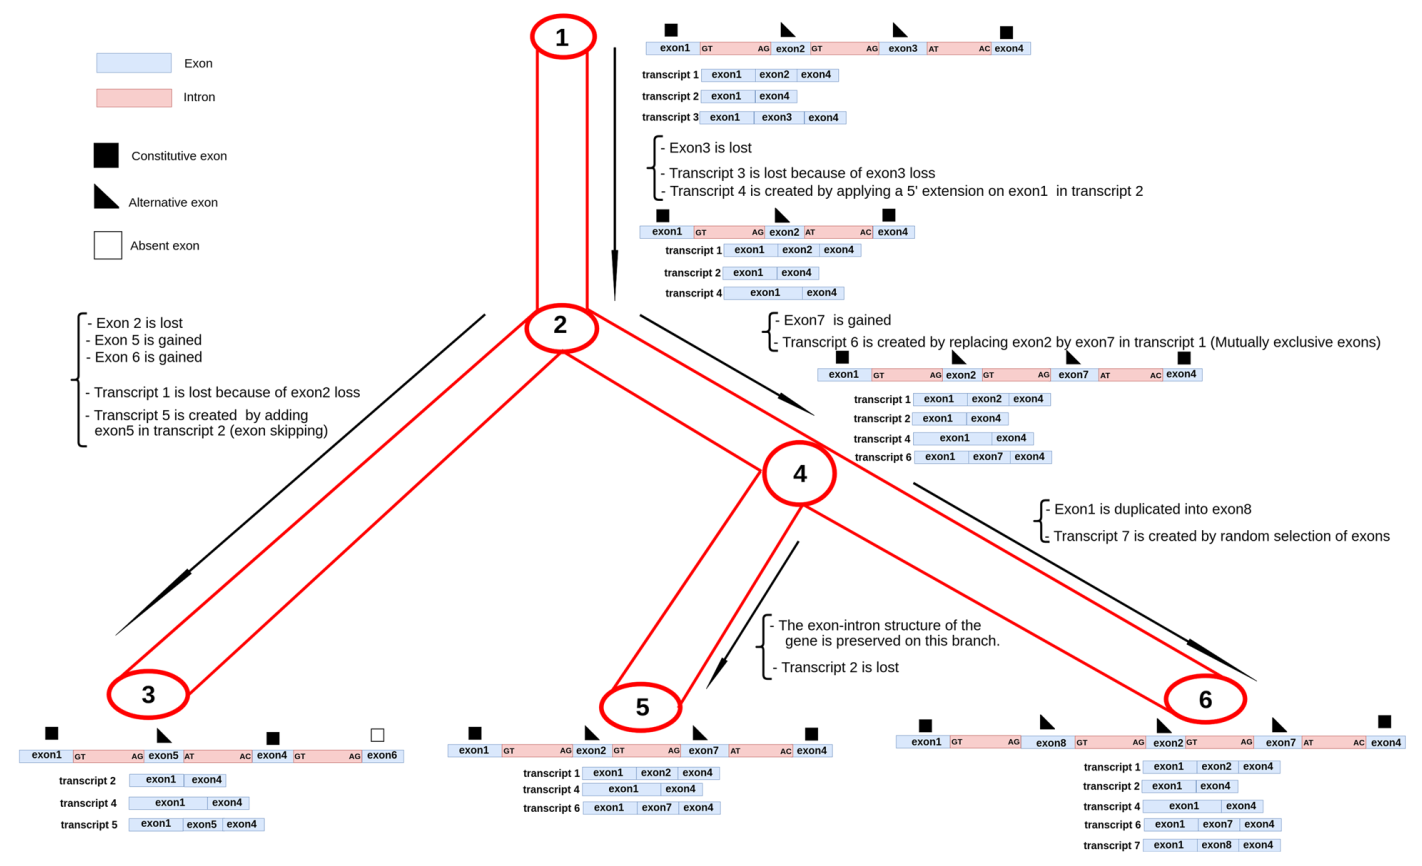 Exon
Intron
Constitutive exon
Alternative exon
Absent exon
1
exon1 GT AG exon2 GT AG exon3 AT AC exon4
transcript 1 exon1 exon2 exon4
transcript 2 exon1 exon4
transcript 3 exon1 exon3 exon4
- Exon3 is lost
- Transcript 3 is lost because of exon3 loss
- Transcript 4 is created by applying a 5' extension on exon1 in transcript 2
exon1 GT AG exon2 AT AC exon4
transcript 1 exon1 exon2 exon4
transcript 2 exon1 exon4
transcript 4 exon1 exon4
2
- Exon 2 is lost
- Exon 5 is gained
- Exon 6 is gained
- Transcript 1 is lost because of exon2 loss
- Transcript 5 is created by adding
exon5 in transcript 2 (exon skipping)
- Exon7 is gained
- Transcript 6 is created by replacing exon2 by exon7 in transcript 1 (Mutually exclusive exons)
exon1 GT AG exon2 GT AG exon7 AT AC exon4
transcript 1 exon1 exon2 exon4
transcript 2 exon1 exon4
transcript 4 exon1 exon4
transcript 6 exon1 exon7 exon4
4
- Exon1 is duplicated into exon8
- Transcript 7 is created by random selection of exons
- The exon-intron structure of the
gene is preserved on this branch.
- Transcript 2 is lost
3
exon1 GT AG exon5 AT AC exon4 GT AG exon6
transcript 2 exon1 exon4
transcript 4 exon1 exon4
transcript 5 exon1 exon5 exon4
5
exon1 GT AG exon2 GT AG exon7 AT AC exon4
transcript 1 exon1 exon2 exon4
transcript 4 exon1 exon4
transcript 6 exon1 exon7 exon4
6
exon1 GT AG exon8 GT AG exon2 GT AG exon7 AT AC exon4
transcript 1 exon1 exon2 exon4
transcript 2 exon1 exon4
transcript 4 exon1 exon4
transcript 6 exon1 exon7 exon4
transcript 7 exon1 exon8 exon4